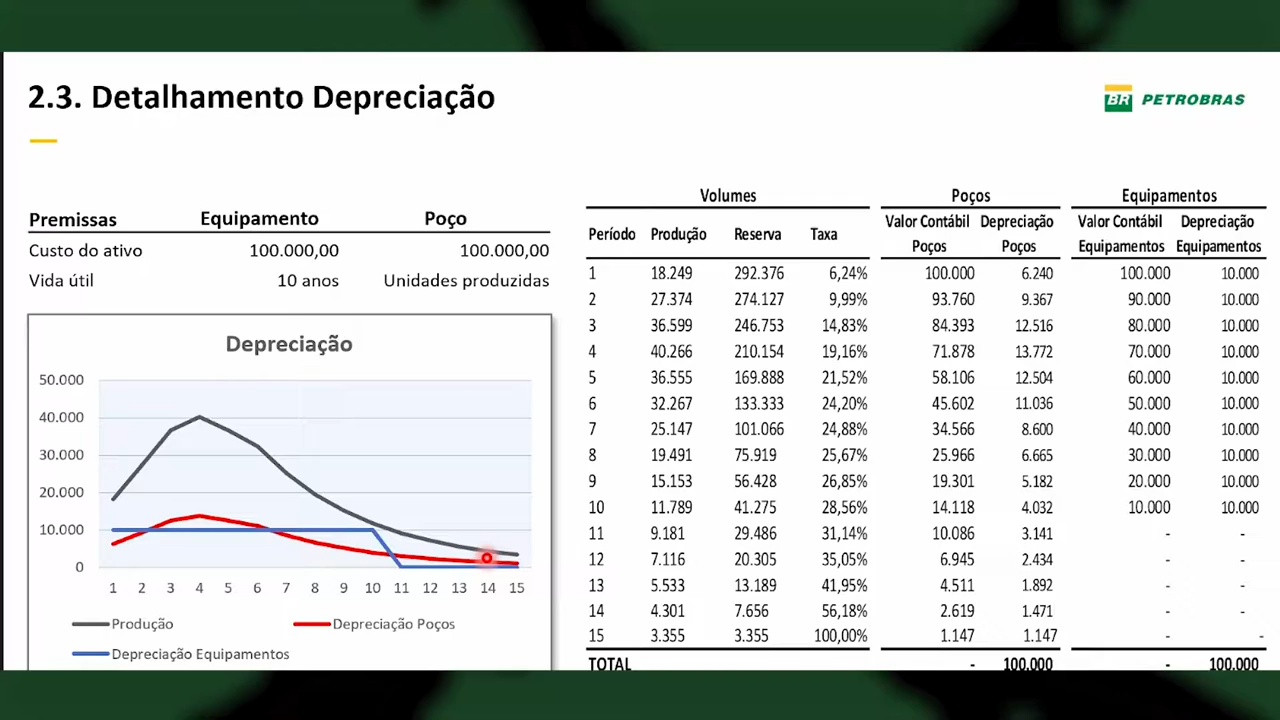 2.3. Detalhamento Depreciação
BR PETROBRAS
Premissas Equipamento Poço
Custo do ativo 100.000,00 100.000,00
Vida útil 10 anos Unidades produzidas
Depreciação
50.000
40.000
30.000
20.000
10.000
0
1 2 3 4 5 6 7 8 9 10 11 12 13 14 15
Produção Depreciação Poços
Depreciação Equipamentos
Volumes Poços Equipamentos
Valor Contábil Depreciação Valor Contábil Depreciação
Período Produção Reserva Taxa
Poços Poços Equipamentos Equipamentos
1 18.249 292.376 6,24% 100.000 6.240 100.000 10.000
2 27.374 274.127 9,99% 93.760 9.367 90.000 10.000
3 36.599 246.753 14,83% 84.393 12.516 80.000 10.000
4 40.266 210.154 19,16% 71.878 13.772 70.000 10.000
5 36.555 169.888 21,52% 58.106 12.504 60.000 10.000
6 32.267 133.333 24,20% 45.602 11.036 50.000 10.000
7 25.147 101.066 24,88% 34.566 8.600 40.000 10.000
8 19.491 75.919 25,67% 25.966 6.665 30.000 10.000
9 15.153 56.428 26,85% 19.301 5.182 20.000 10.000
10 11.789 41.275 28,56% 14.118 4.032 10.000 10.000
11 9.181 29.486 31,14% 10.086 3.141 - -
12 7.116 20.305 35,05% 6.945 2.434 - -
13 5.533 13.189 41,95% 4.511 1.892 - -
14 4.301 7.656 56,18% 2.619 1.471 - -
15 3.355 3.355 100,00% 1.147 1.147 - -
TOTAL - 100.000 - 100.000